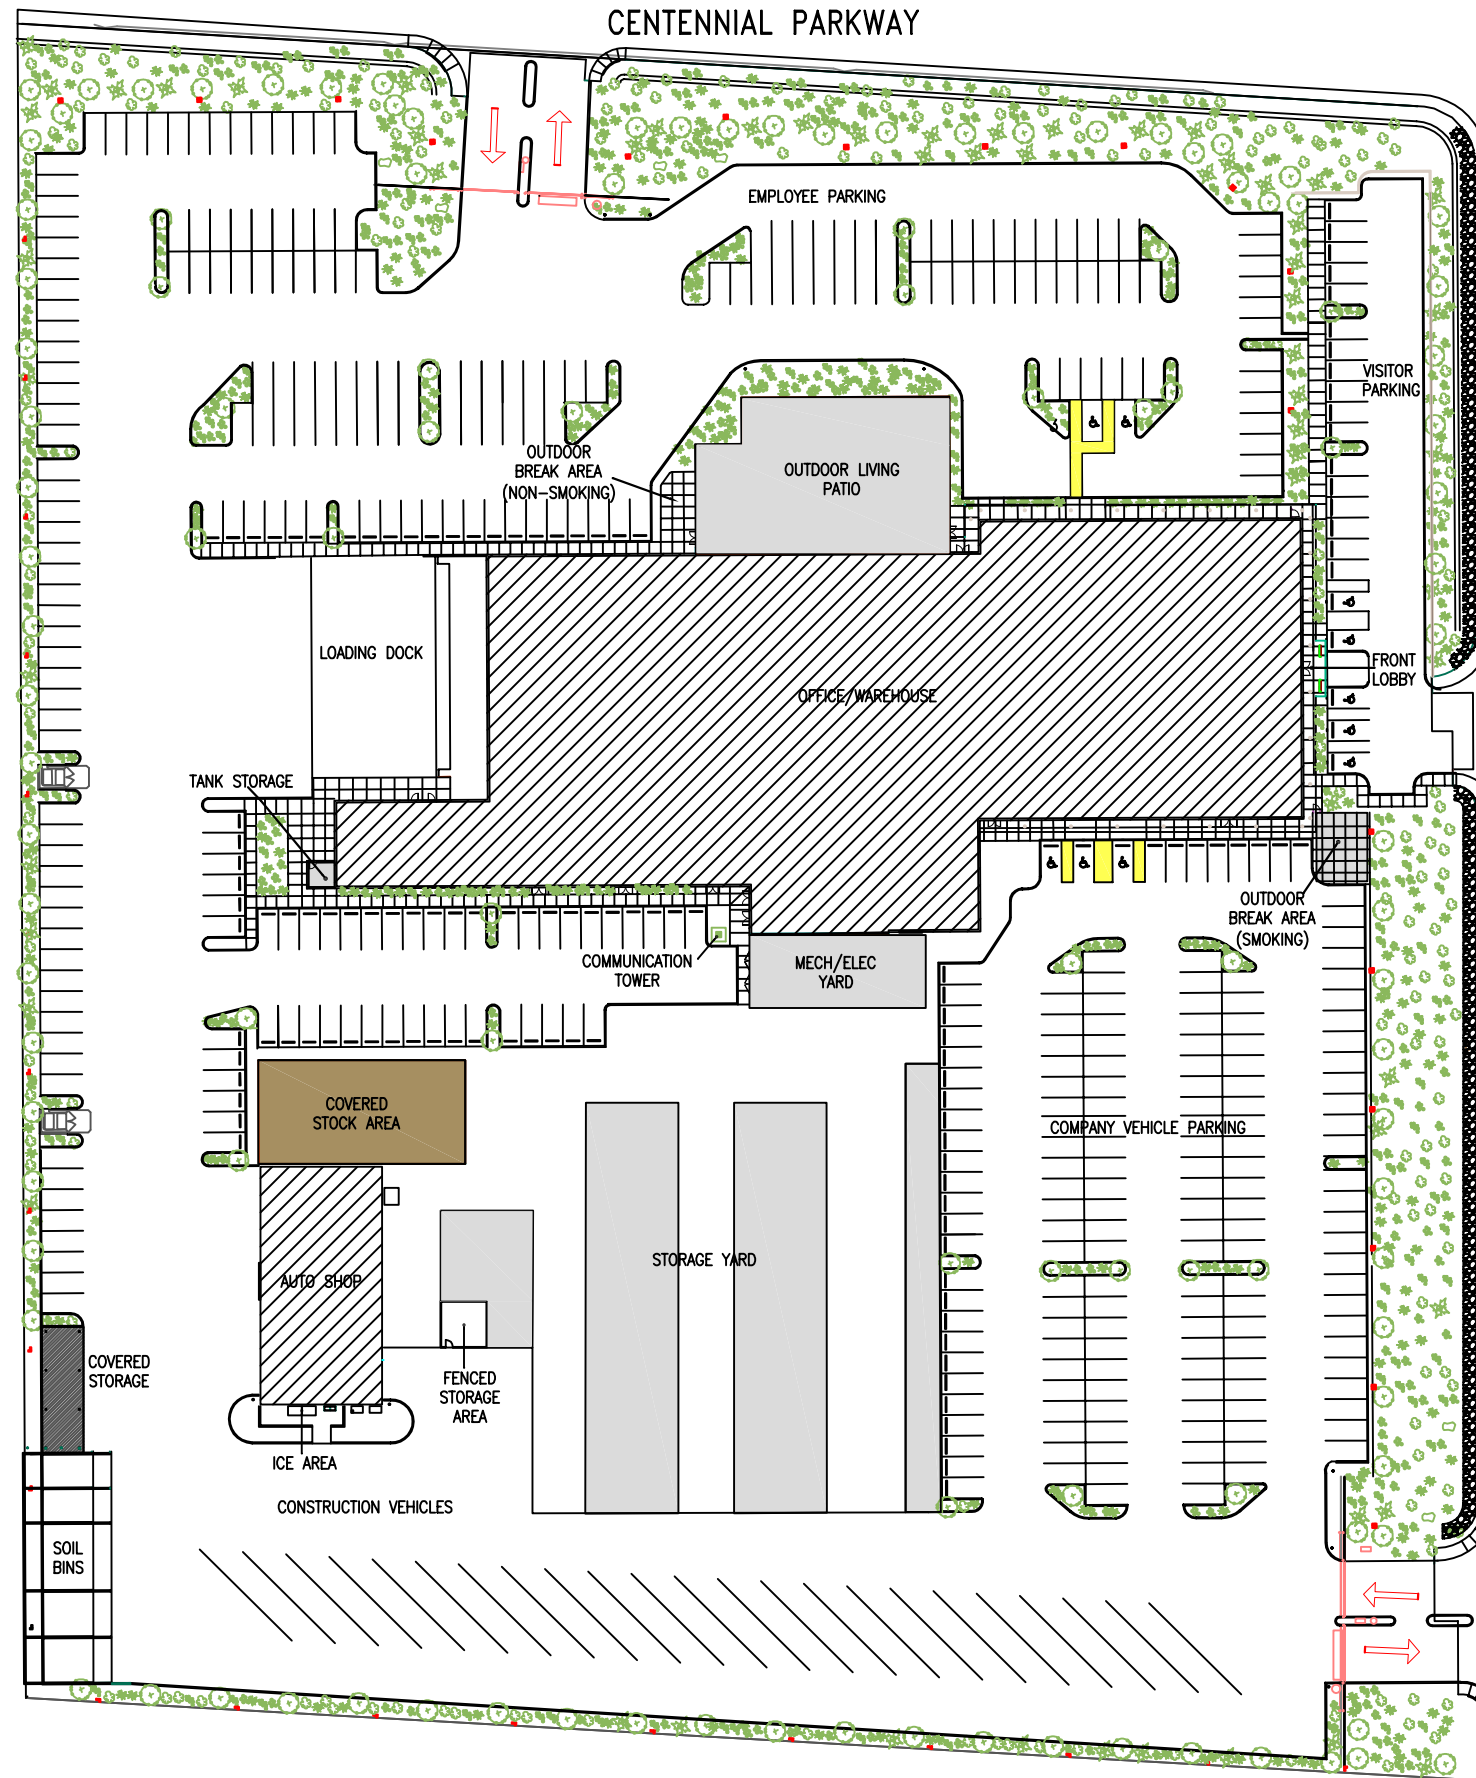 CENTENNIAL PARKWAY
EMPLOYEE PARKING
VISITOR
PARKING
OUTDOOR
BREAK AREA
(NON-SMOKING)
OUTDOOR LIVING
PATIO
LOADING DOCK
FRONT
LOBBY
OFFICE/WAREHOUSE
TANK STORAGE
OUTDOOR
BREAK AREA
(SMOKING)
COMMUNICATION
TOWER
MECH/ELEC
YARD
COVERED
STOCK AREA
COMPANY VEHICLE PARKING
STORAGE YARD
AUTO SHOP
COVERED
STORAGE
FENCED
STORAGE
AREA
ICE AREA
CONSTRUCTION VEHICLES
SOIL
BINS